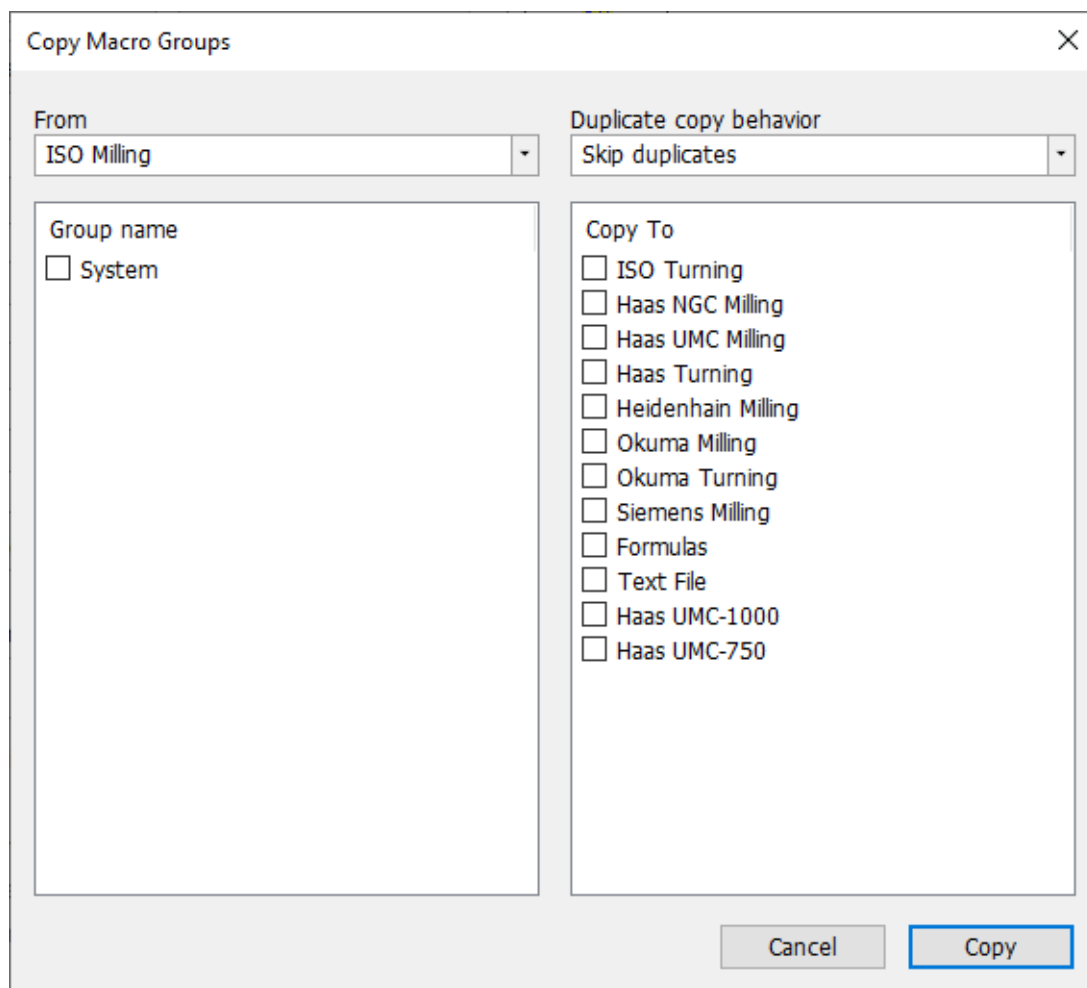 Copy Macro Groups
From
ISO Milling
Duplicate copy behavior
Skip duplicates
Group name
System
Copy To
ISO Turning
Haas NGC Milling
Haas UMC Milling
Haas Turning
Heidenhain Milling
Okuma Milling
Okuma Turning
Siemens Milling
Formulas
Text File
Haas UMC-1000
Haas UMC-750
Cancel
Copy